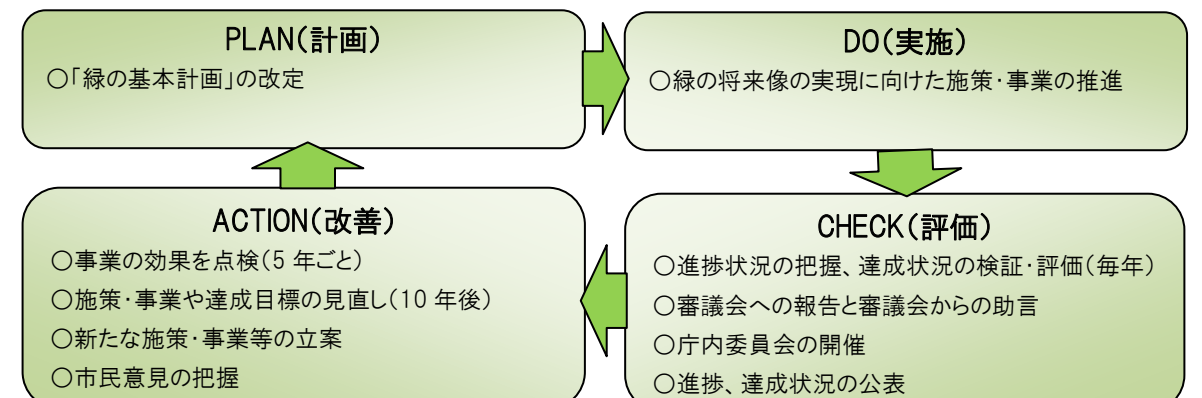 PLAN(計画)
○「緑の基本計画」の改定
DO(実施)
○緑の将来像の実現に向けた施策・事業の推進
ACTION(改善)
○事業の効果を点検(5 年ごと)
○施策・事業や達成目標の見直し(10 年後)
○新たな施策・事業等の立案
○市民意見の把握
CHECK(評価)
○進捗状況の把握、達成状況の検証・評価(毎年)
○審議会への報告と審議会からの助言
○庁内委員会の開催
○進捗、達成状況の公表